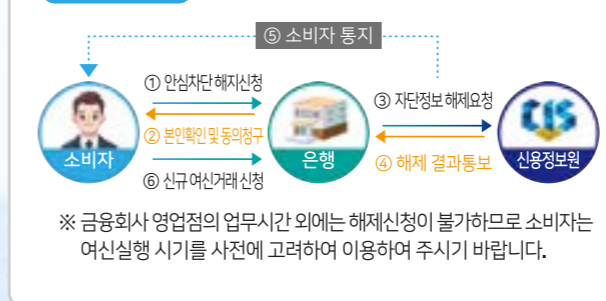 ⑤ 소비자 통지
① 안심차단 해지신청
② 본인확인 및 동의청구
⑥ 신규 여신거래 신청
③ 자단정보 해제요청
④ 해제 결과통보
소비자
은행
CIS
신용정보원
※ 금융회사 영업점의 업무시간 외에는 해제신청이 불가하므로 소비자는
여신실행 시기를 사전에 고려하여 이용하여 주시기 바랍니다.